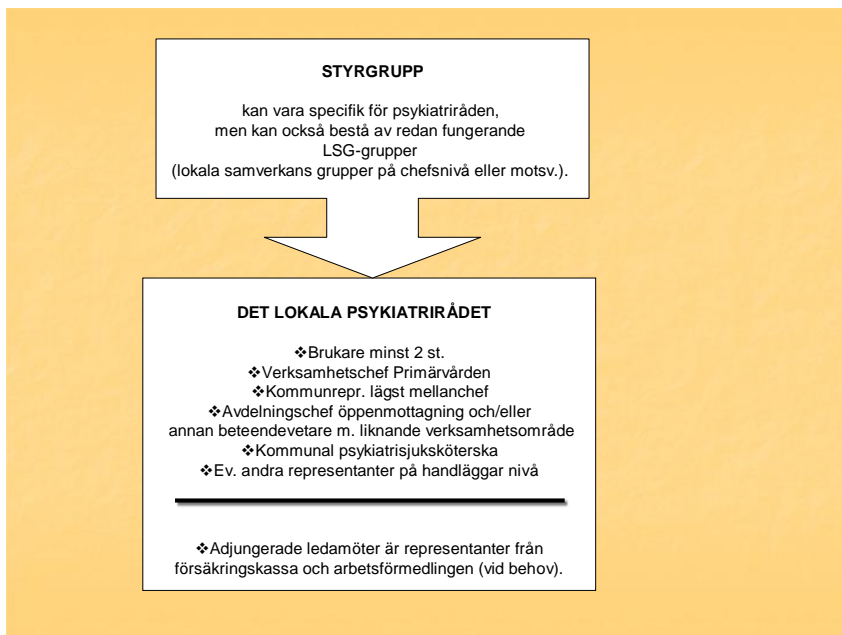 STYRGRUPP
kan vara specifik för psykiatriråden,
men kan också bestå av redan fungerande
LSG-grupper
(lokala samverkans grupper på chefsnivå eller motsv.).
DET LOKALA PSYKIATRIRÅDET
❖Brukare minst 2 st.
❖Verksamhetschef Primärvården
❖Kommunrepr. lägst mellanchef
❖Avdelningschef öppenmottagning och/eller
annan beteendevetare m. liknande verksamhetsområde
❖Kommunal psykiatrisjuksköterska
❖Ev. andra representanter på handläggar nivå
❖Adjungerade ledamöter är representanter från
försäkringskassa och arbetsförmedlingen (vid behov).